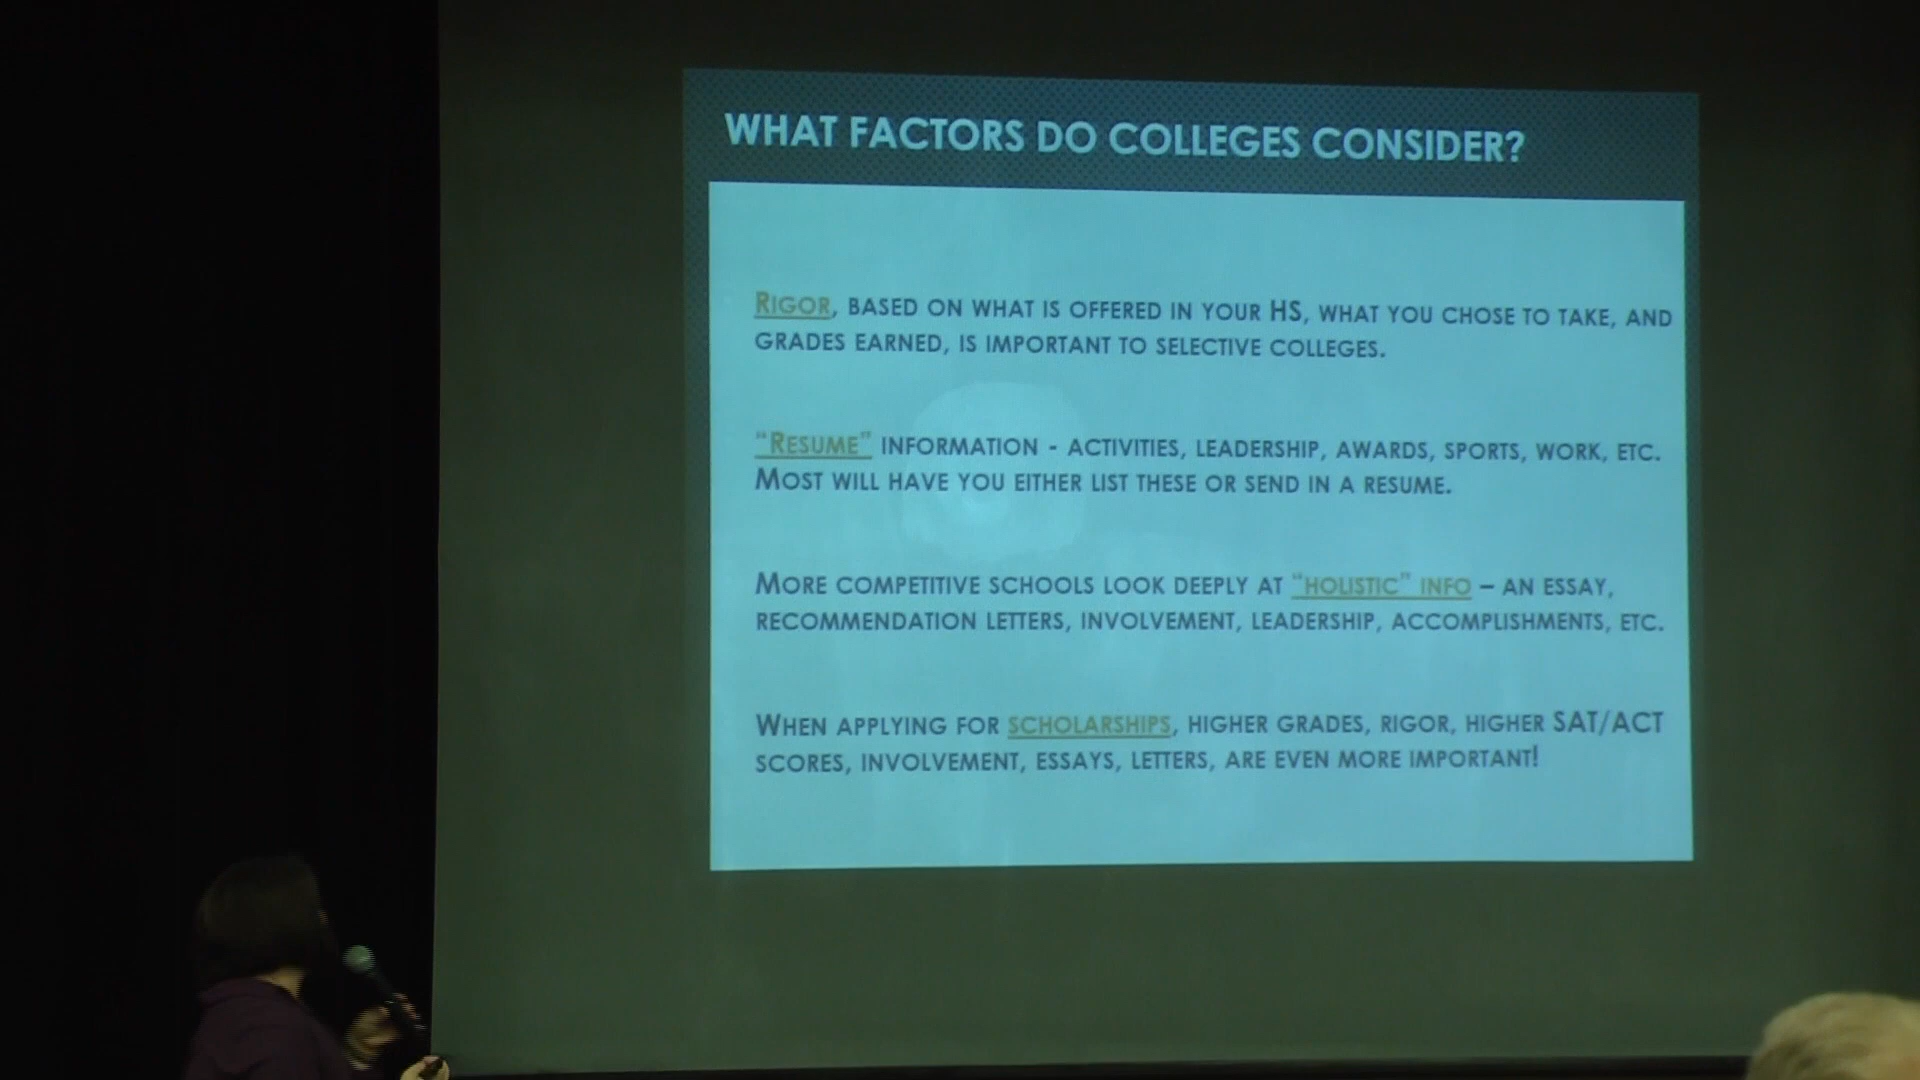 WHAT FACTORS DO COLLEGES CONSIDER?
RIGOR, BASED ON WHAT IS OFFERED IN YOUR HS, WHAT YOU CHOSE TO TAKE, AND
GRADES EARNED, IS IMPORTANT TO SELECTIVE COLLEGES.
“RESUME” INFORMATION - ACTIVITIES, LEADERSHIP, AWARDS, SPORTS, WORK, ETC.
MOST WILL HAVE YOU EITHER LIST THESE OR SEND IN A RESUME.
MORE COMPETITIVE SCHOOLS LOOK DEEPLY AT “HOLISTIC” INFO – AN ESSAY,
RECOMMENDATION LETTERS, INVOLVEMENT, LEADERSHIP, ACCOMPLISHMENTS, ETC.
WHEN APPLYING FOR SCHOLARSHIPS, HIGHER GRADES, RIGOR, HIGHER SAT/ACT
SCORES, INVOLVEMENT, ESSAYS, LETTERS, ARE EVEN MORE IMPORTANT!